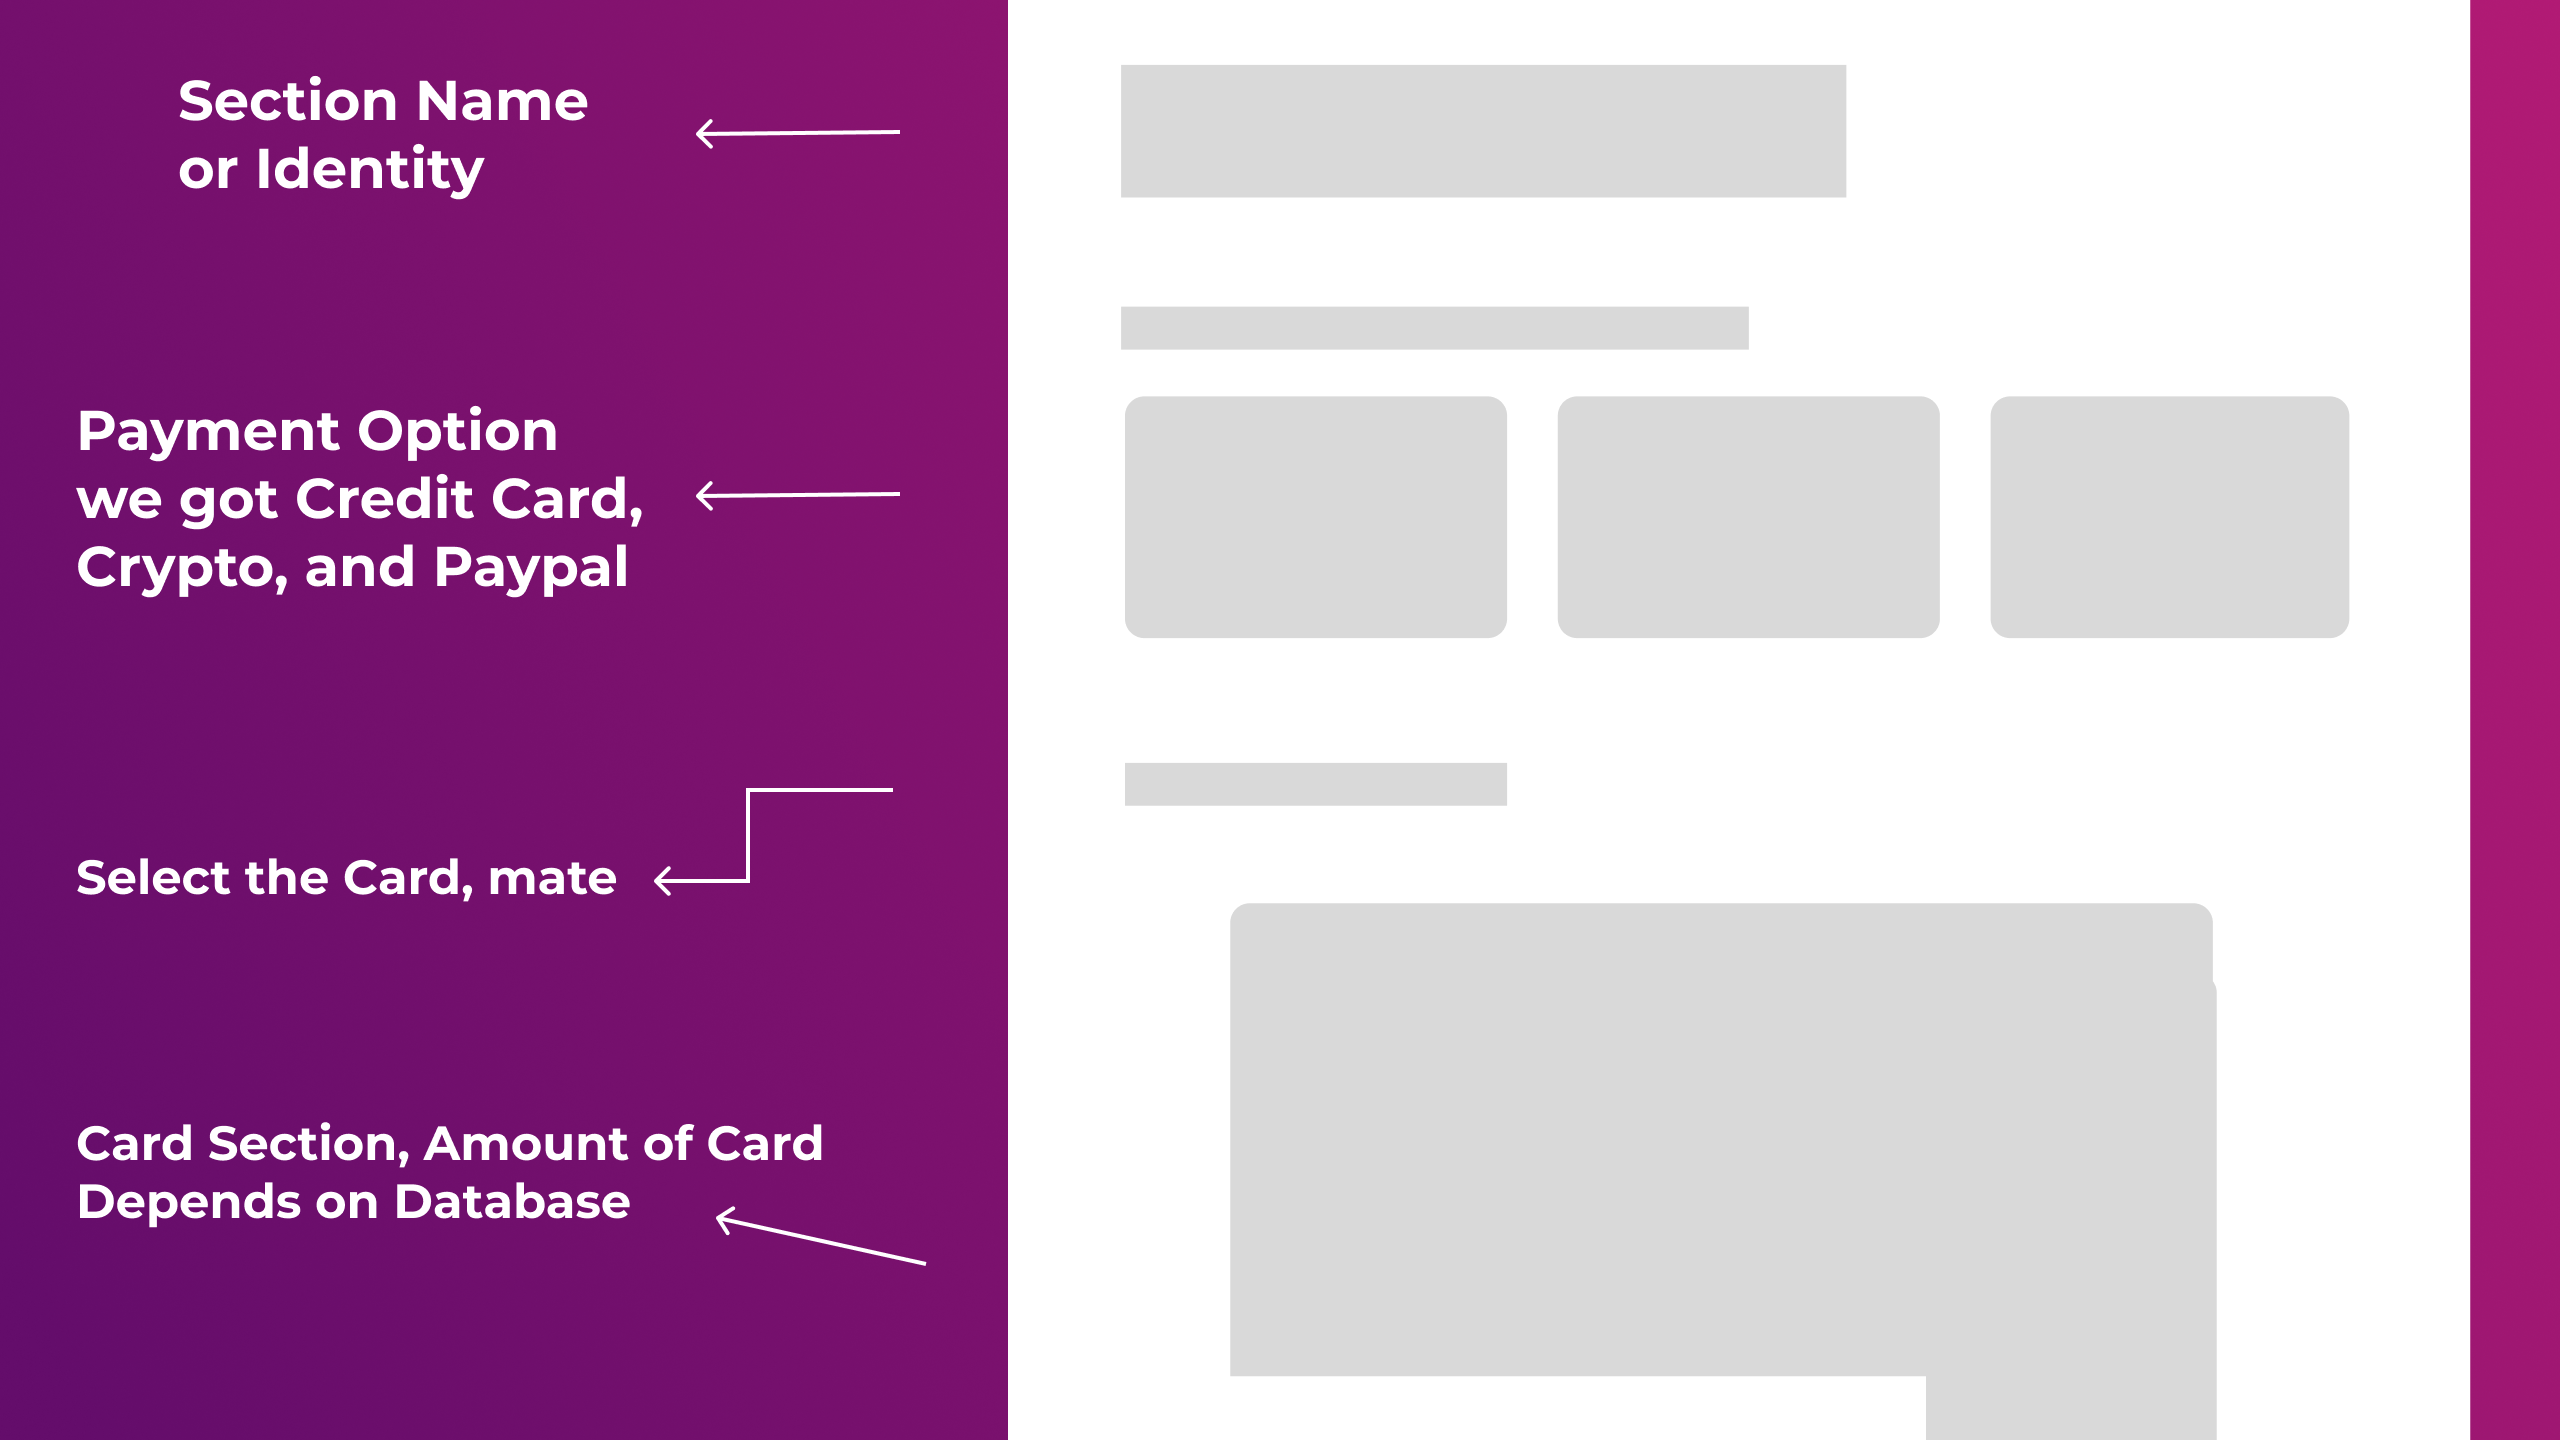 Section Name
or Identity
Payment Option
we got Credit Card,
Crypto, and Paypal
Select the Card, mate
Card Section, Amount of Card
Depends on Database